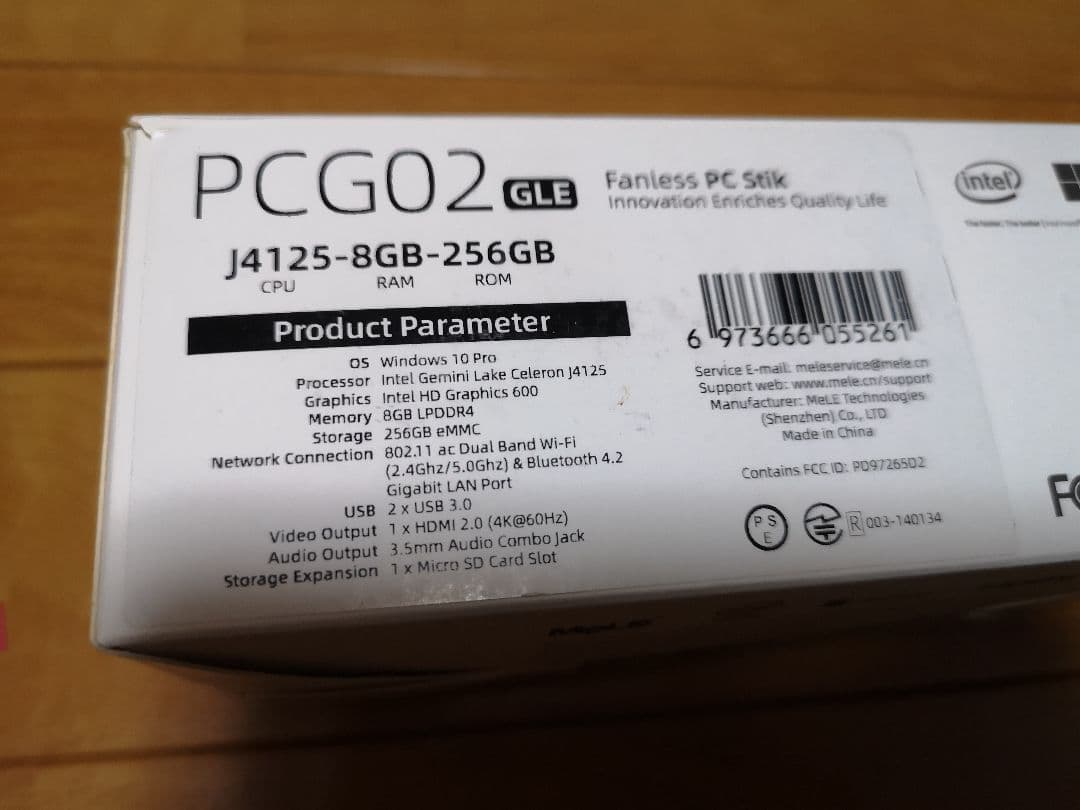 PCG02 GLE
Fanless PC Stik
Innovation Enriches Quality Life
intel
J4125-8GB-256GB
CPU RAM ROM
Product Parameter
OS Windows 10 Pro
Processor Intel Gemini Lake Celeron J4125
Graphics Intel HD Graphics 600
Memory 8GB LPDDR4
Storage 256GB eMMC
Network Connection 802.11 ac Dual Band Wi-Fi
(2.4Ghz/5.0Ghz) & Bluetooth 4.2
Gigabit LAN Port
USB 2 x USB 3.0
Video Output 1 x HDMI 2.0 (4K@60Hz)
Audio Output 3.5mm Audio Combo Jack
Storage Expansion 1 x Micro SD Card Slot
6 973666 055261
Service E-mail: meleservice@mele.cn
Support web: www.mele.cn/support
Manufacturer: MeLE Technologies
(Shenzhen) Co., LTD
Made in China
Contains FCC ID: PD97265D2
PS
E
R 003-140134